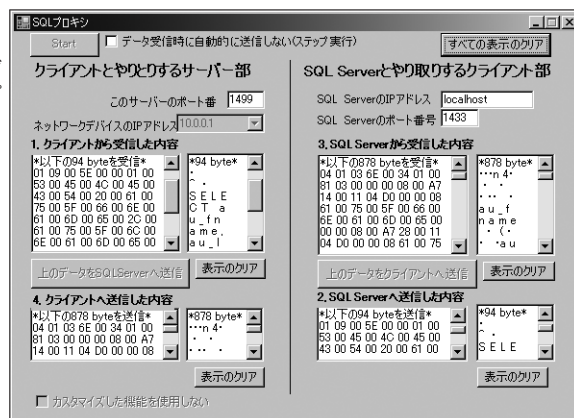 SQLプロキシ
Start
データ受信時に自動的に送信しない(ステップ実行)
すべての表示のクリア
クライアントとやりとりするサーバー部
このサーバーのポート番 1499
ネットワークデバイスのIPアドレス 10.0.0.1
1. クライアントから受信した内容
*以下の94 byteを受信*
01 09 00 5E 00 00 01 00
53 00 45 00 4C 00 45 00
43 00 54 00 20 00 61 00
75 00 5F 00 66 00 6E 00
61 00 6D 00 65 00 2C 00
61 00 75 00 5F 00 6C 00
6E 00 61 00 6D 00 65 00
*94 byte*
・
^ ・
S E L E
C T a
u _ f n
a m e ,
a u _ l
上のデータをSQLServerへ送信
表示のクリア
4. クライアントへ送信した内容
*以下の878 byteを送信*
04 01 03 6E 00 34 01 00
81 03 00 00 00 08 00 A7
14 00 11 04 D0 00 00 08
*878 byte*
・・・n 4・
・ ・
・・・ ・
表示のクリア
カスタマイズした機能を使用しない
SQL Serverとやり取りするクライアント部
SQL ServerのIPアドレス localhost
SQL Serverのポート番号 1433
3. SQL Serverから受信した内容
*以下の878 byteを受信*
04 01 03 6E 00 34 01 00
81 03 00 00 00 08 00 A7
14 00 11 04 D0 00 00 08
61 00 75 00 5F 00 66 00
6E 00 61 00 6D 00 65 00
00 00 08 00 A7 28 00 11
04 D0 00 00 08 61 00 75
*878 byte*
・・・n 4・
・ ・ ・
・・ ・ ・
a u _ f
n a m e
・ ( ・
・ ・a u
上のデータをクライアントへ送信
表示のクリア
2. SQL Serverへ送信した内容
*以下の94 byteを送信*
01 09 00 5E 00 00 01 00
53 00 45 00 4C 00 45 00
43 00 54 00 20 00 61 00
*94 byte*
・
^ ・
S E L E
表示のクリア